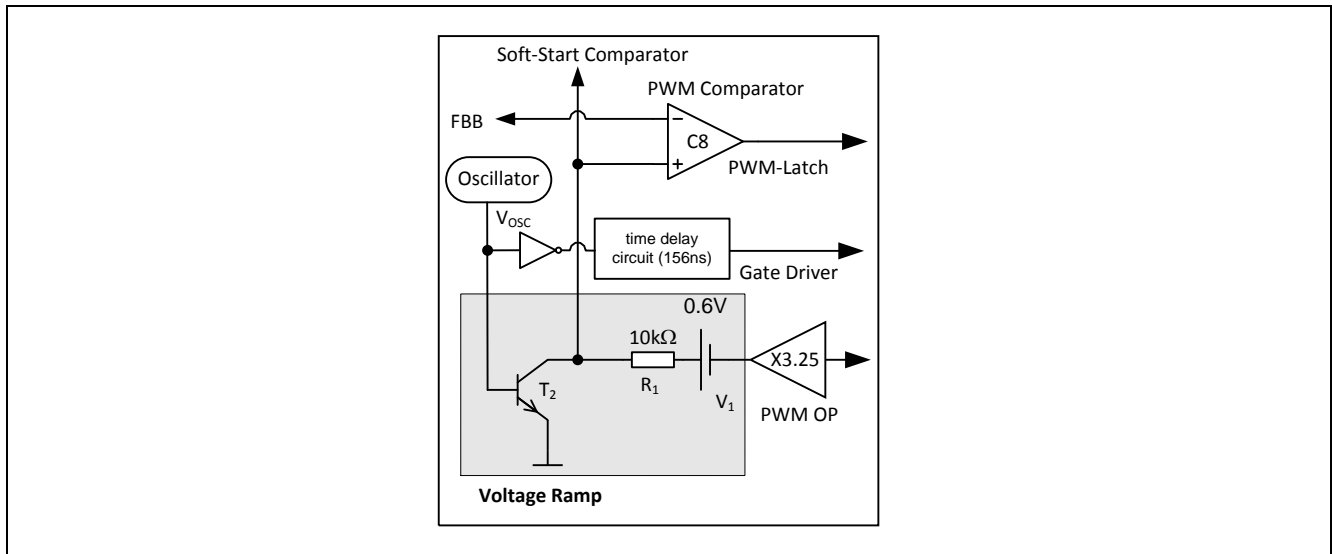 Soft-Start Comparator
PWM Comparator
FBB
−
C8
+
PWM-Latch
Oscillator
VOSC
time delay
circuit (156ns)
Gate Driver
0.6V
10kΩ
X3.25
T2
R1
V1
PWM OP
Voltage Ramp